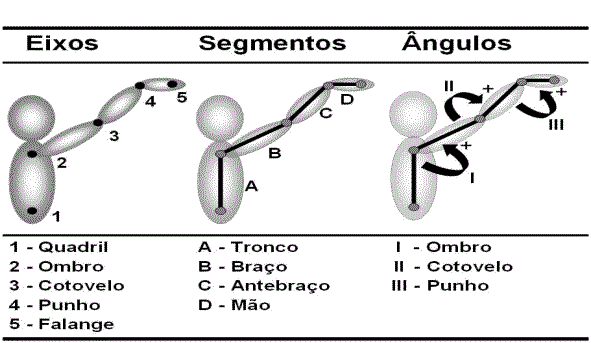 Eixos Segmentos Ângulos
1
2
3
4
5
A
B
C
D
I
+
II
+
III
+
1 - Quadril
2 - Ombro
3 - Cotovelo
4 - Punho
5 - Falange
A - Tronco
B - Braço
C - Antebraço
D - Mão
I - Ombro
II - Cotovelo
III - Punho